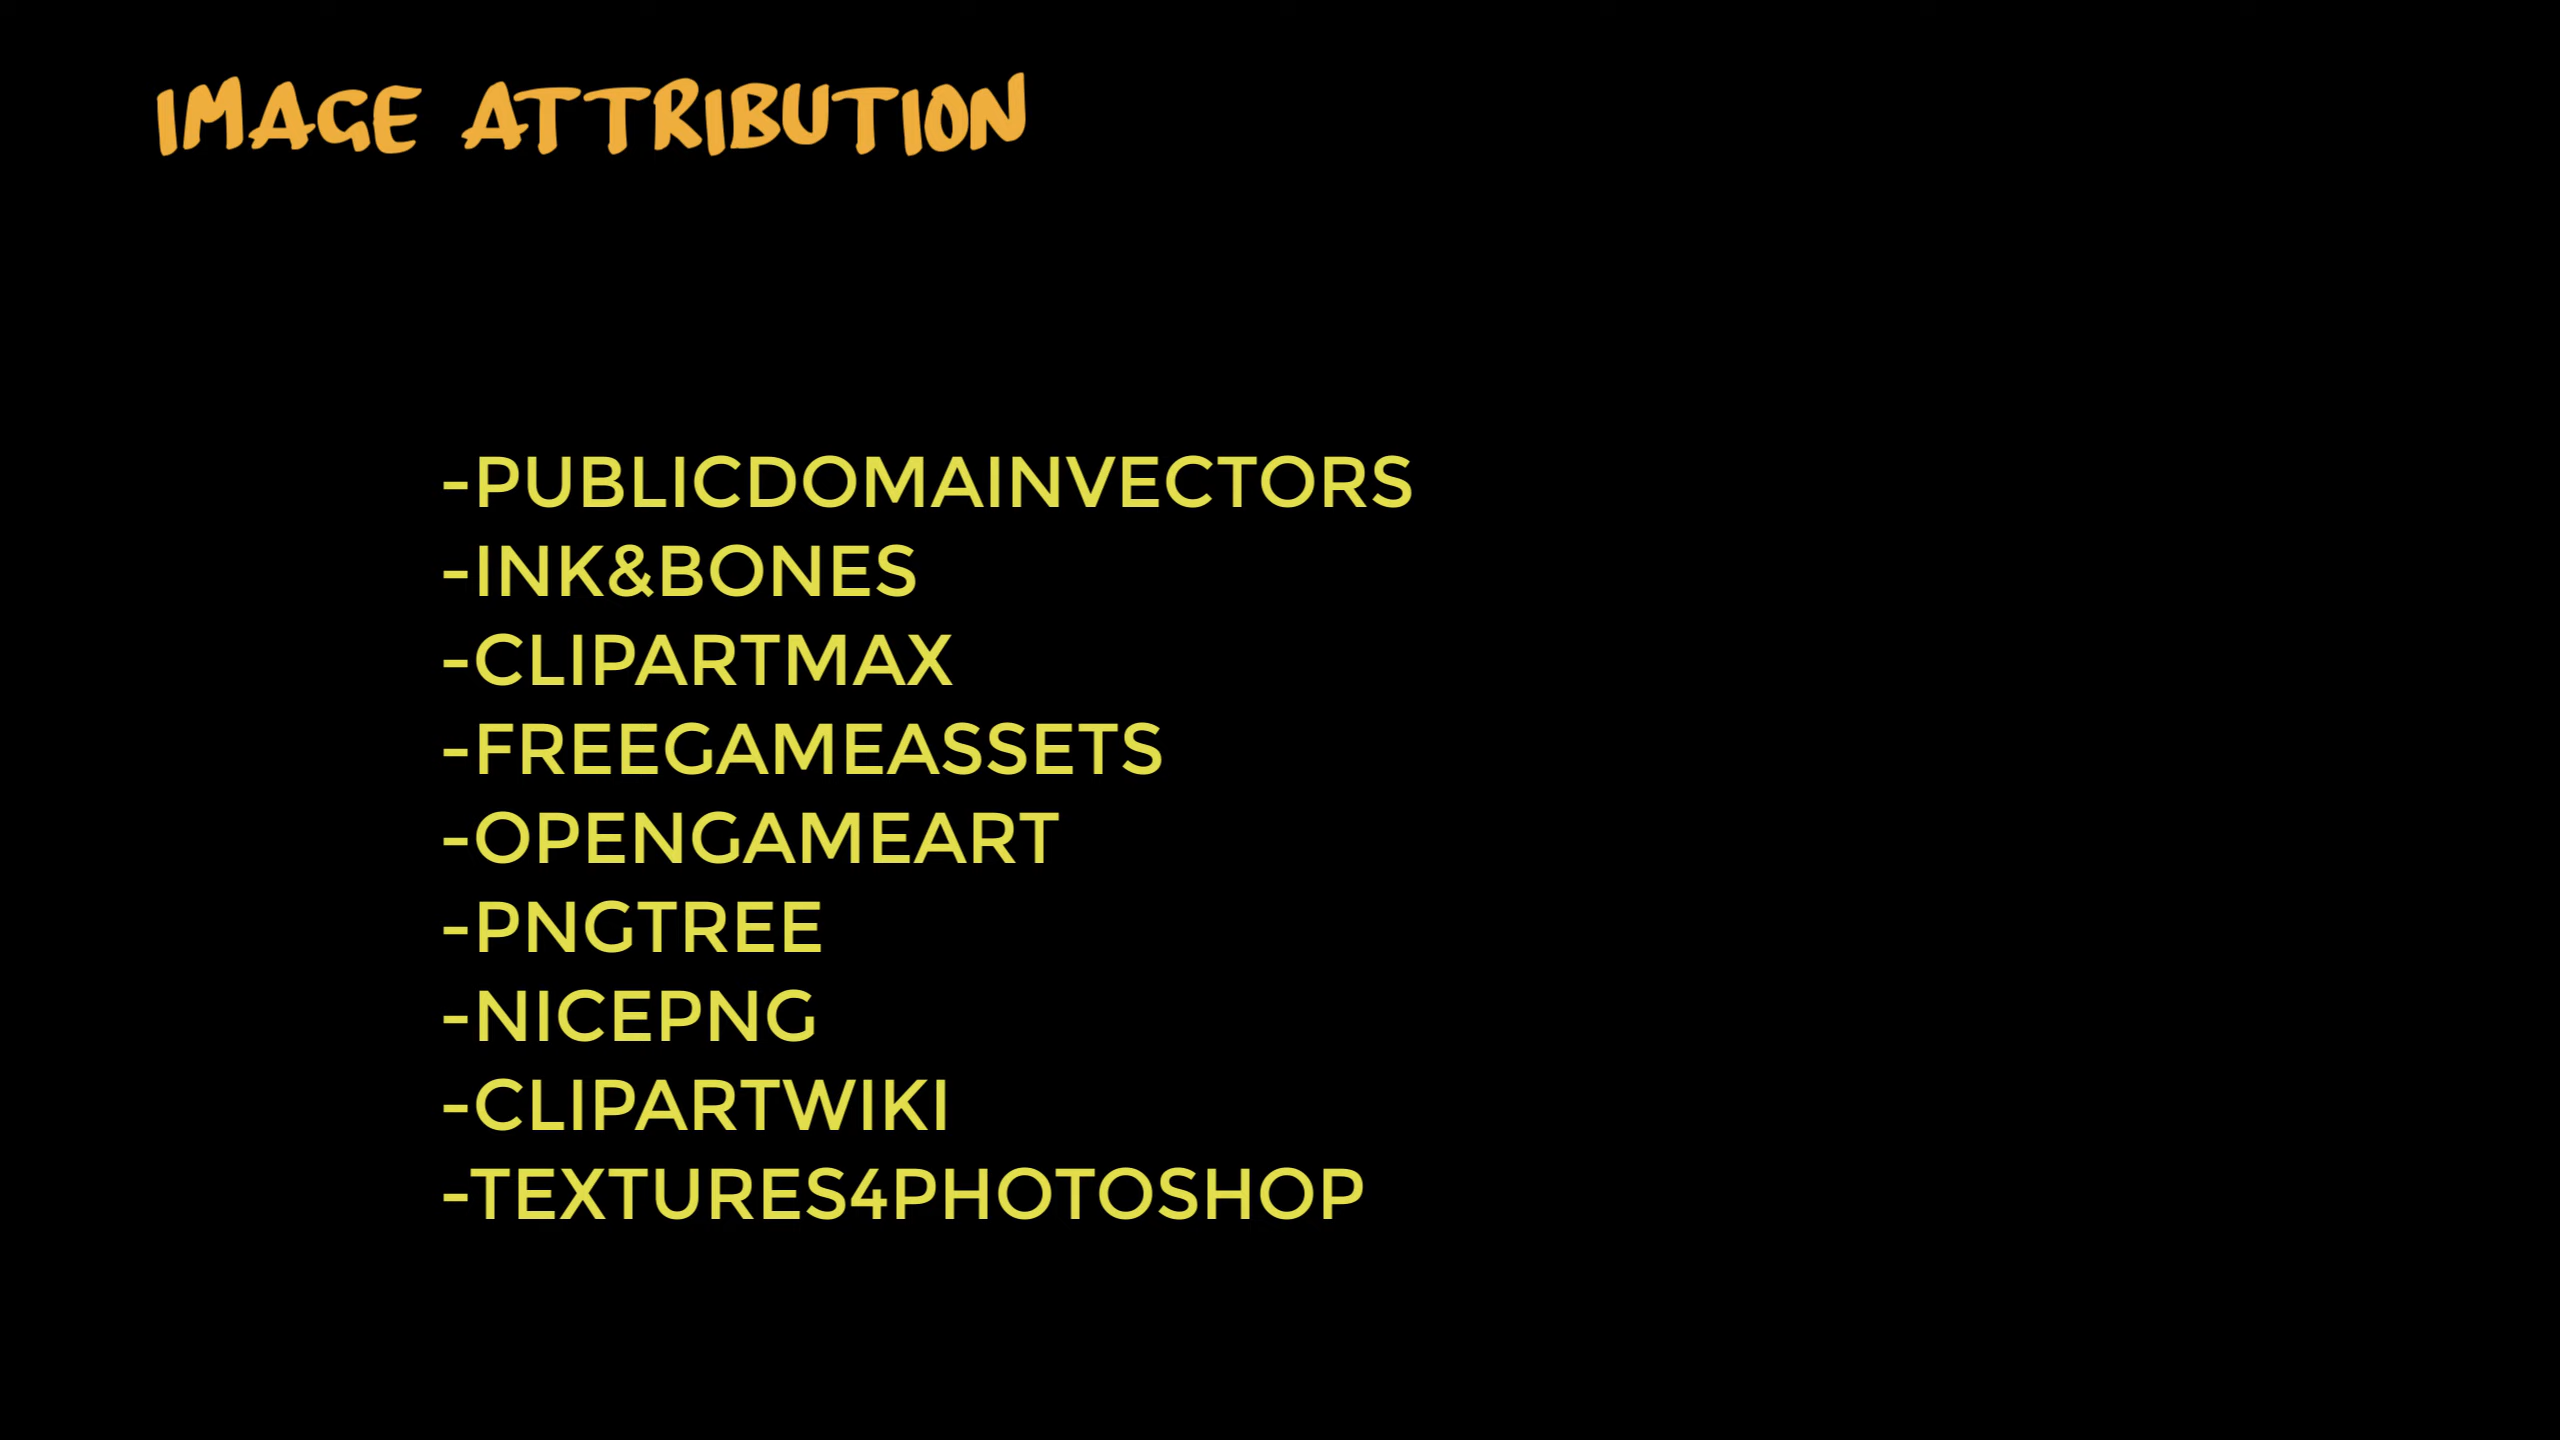 IMAGE ATTRIBUTION
-PUBLICDOMAINVECTORS
-INK&BONES
-CLIPARTMAX
-FREEGAMEASSETS
-OPENGAMEART
-PNGTREE
-NICEPNG
-CLIPARTWIKI
-TEXTURES4PHOTOSHOP